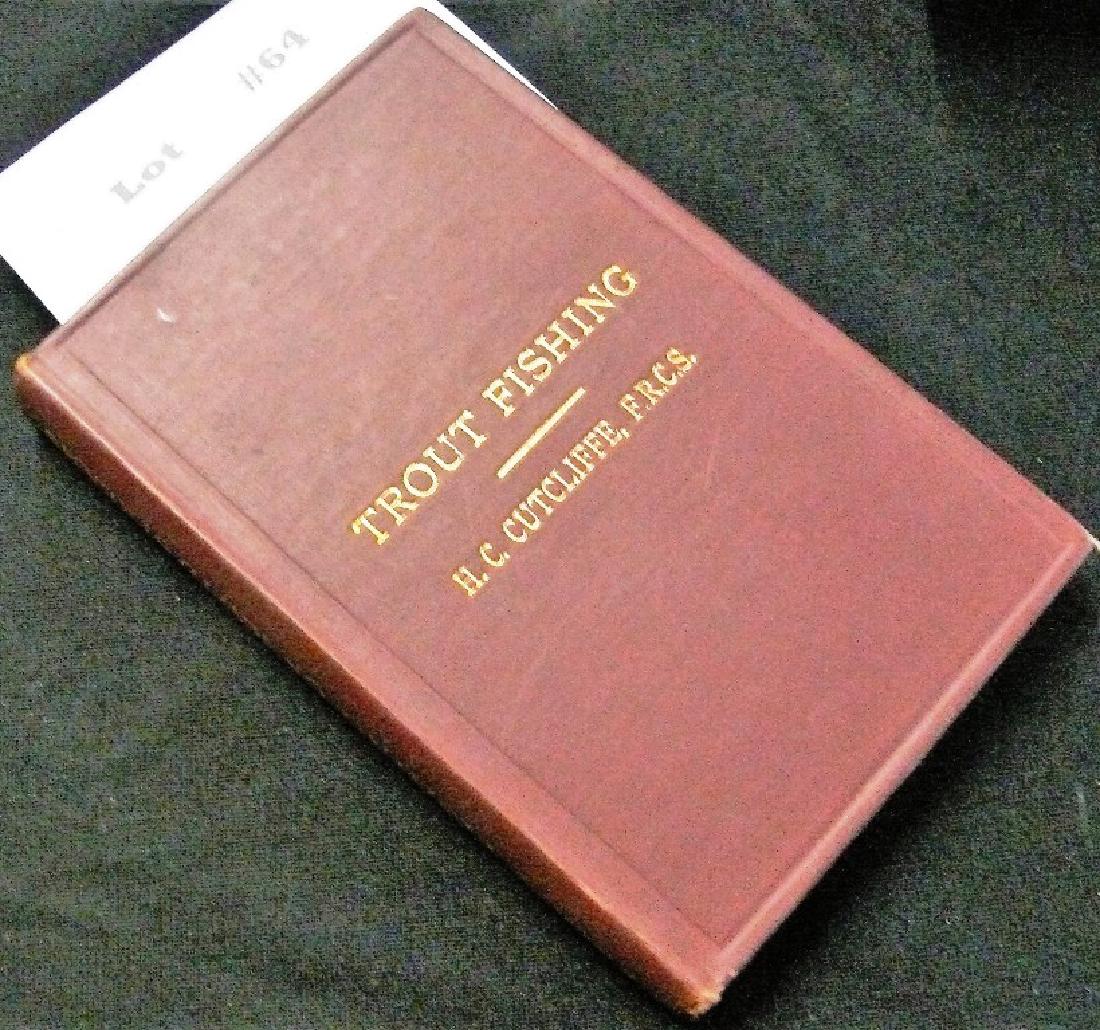 Lot #64
TROUT FISHING
H. C. CUTCLIFFE, F.R.C.S.